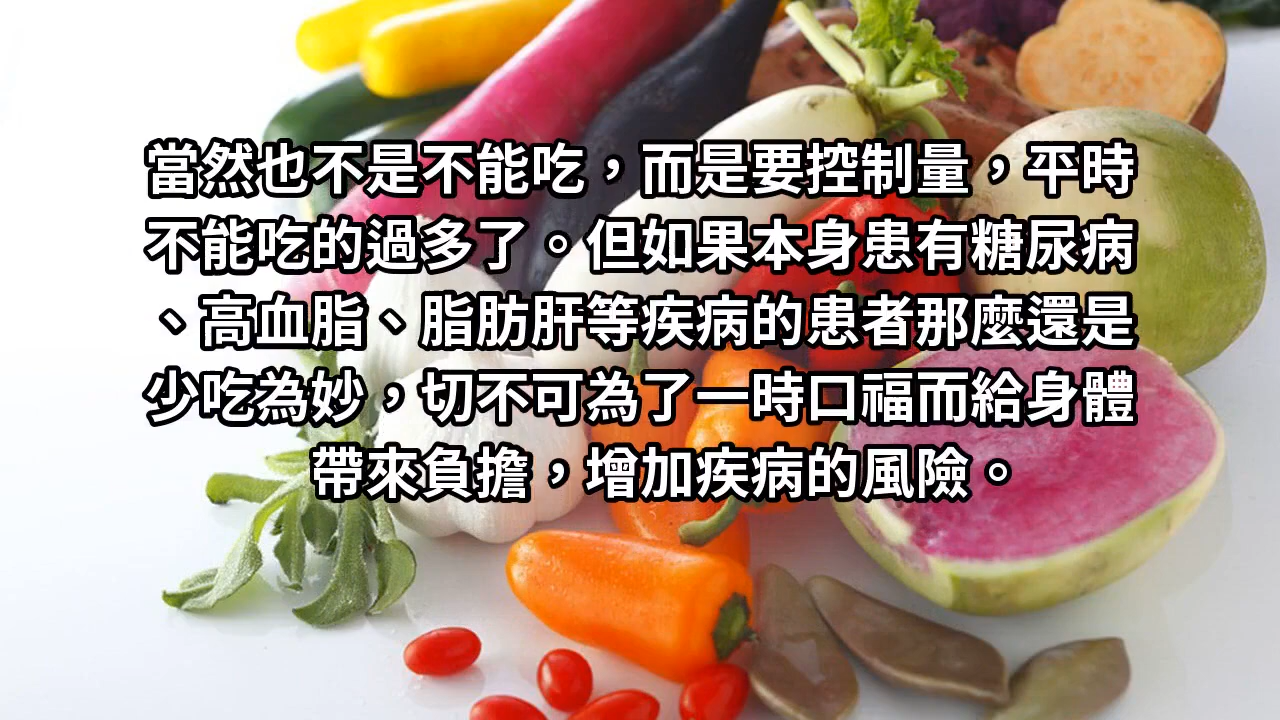 當然也不是不能吃，而是要控制量，平時
不能吃的過多了。但如果本身患有糖尿病
、高血脂、脂肪肝等疾病的患者那麼還是
少吃為妙，切不可為了一時口福而給身體
帶來負擔，增加疾病的風險。